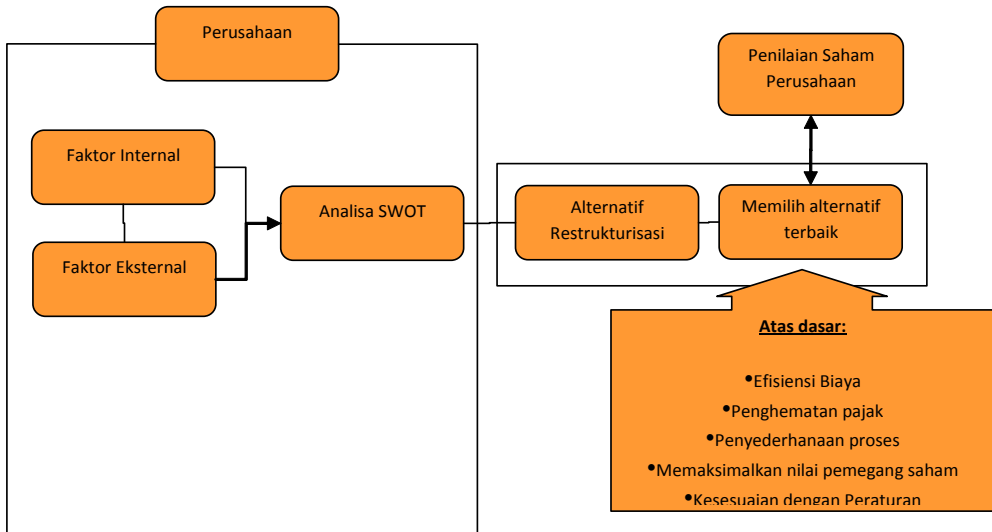 Perusahaan
Penilaian Saham
Perusahaan
Faktor Internal
Faktor Eksternal
Analisa SWOT
Alternatif
Restrukturisasi
Memilih alternatif
terbaik
Atas dasar:
•Efisiensi Biaya
•Penghematan pajak
•Penyederhanaan proses
•Memaksimalkan nilai pemegang saham
•Kesesuaian dengan Peraturan